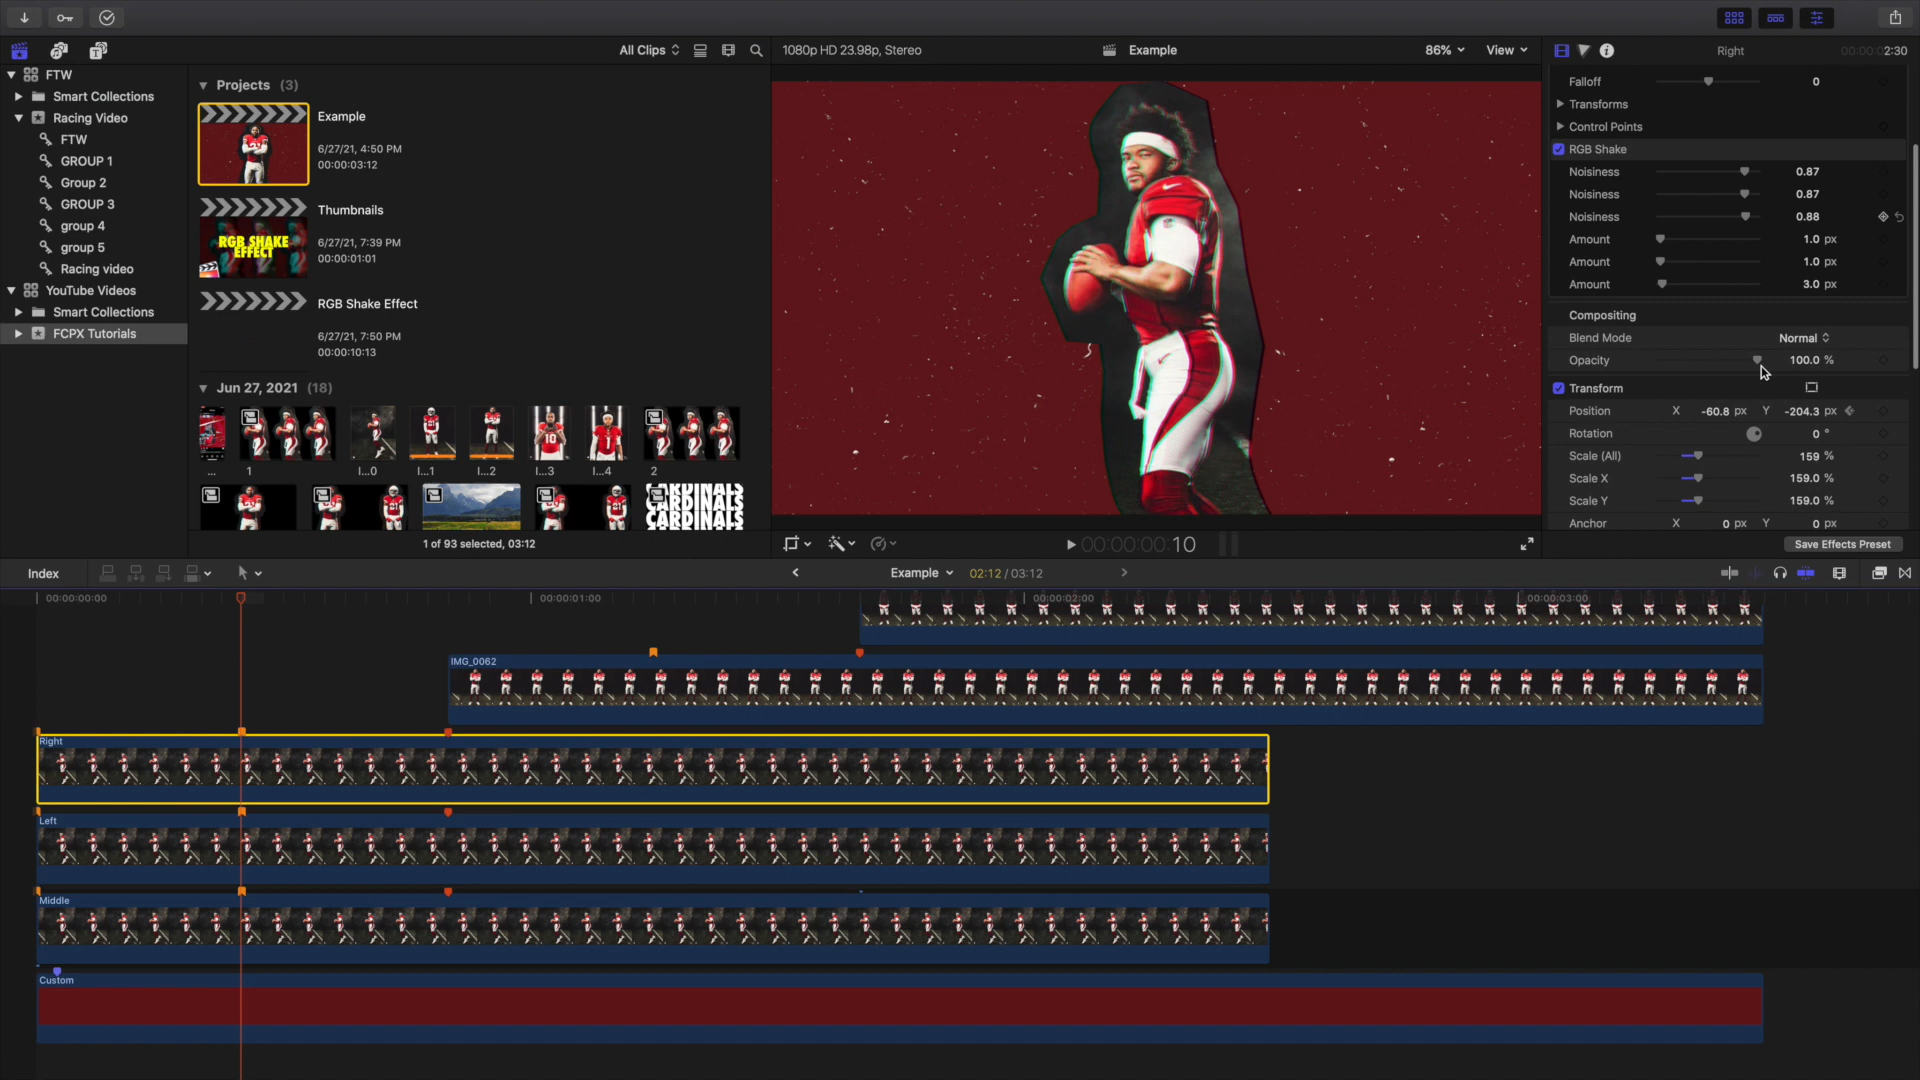 All Clips
1080p HD 23.98p, Stereo
Example
86%
View
Right
2:30
FTW
Smart Collections
Racing Video
FTW
GROUP 1
Group 2
GROUP 3
group 4
group 5
Racing video
YouTube Videos
Smart Collections
FCPX Tutorials
Projects (3)
Example
6/27/21, 4:50 PM
00:00:03:12
Thumbnails
6/27/21, 7:39 PM
00:00:01:01
RGB SHAKE
EFFECT
RGB Shake Effect
6/27/21, 7:50 PM
00:00:10:13
Jun 27, 2021 (18)
... 1 I...0 I...1 I...2 I...3 I...4 2
CARDINALS
CARDINALS
1 of 93 selected, 03:12
00:00:00:10
Falloff 0
Transforms
Control Points
RGB Shake
Noisiness 0.87
Noisiness 0.87
Noisiness 0.88
Amount 1.0 px
Amount 1.0 px
Amount 3.0 px
Compositing
Blend Mode Normal
Opacity 100.0 %
Transform
Position X -60.8 px Y -204.3 px
Rotation 0 °
Scale (All) 159 %
Scale X 159.0 %
Scale Y 159.0 %
Anchor X 0 px Y 0 px
Save Effects Preset
Index
Example 02:12 / 03:12
00:00:00:00 00:00:01:00 00:00:02:00 00:00:03:00
IMG_0062
Right
Left
Middle
Custom